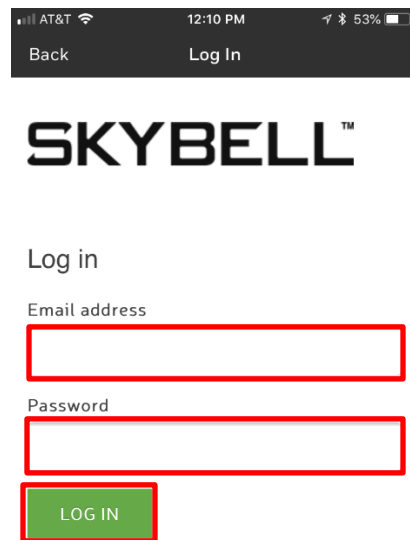 AT&T 12:10 PM 53%
Back Log In
SKYBELL™
Log in
Email address
Password
LOG IN